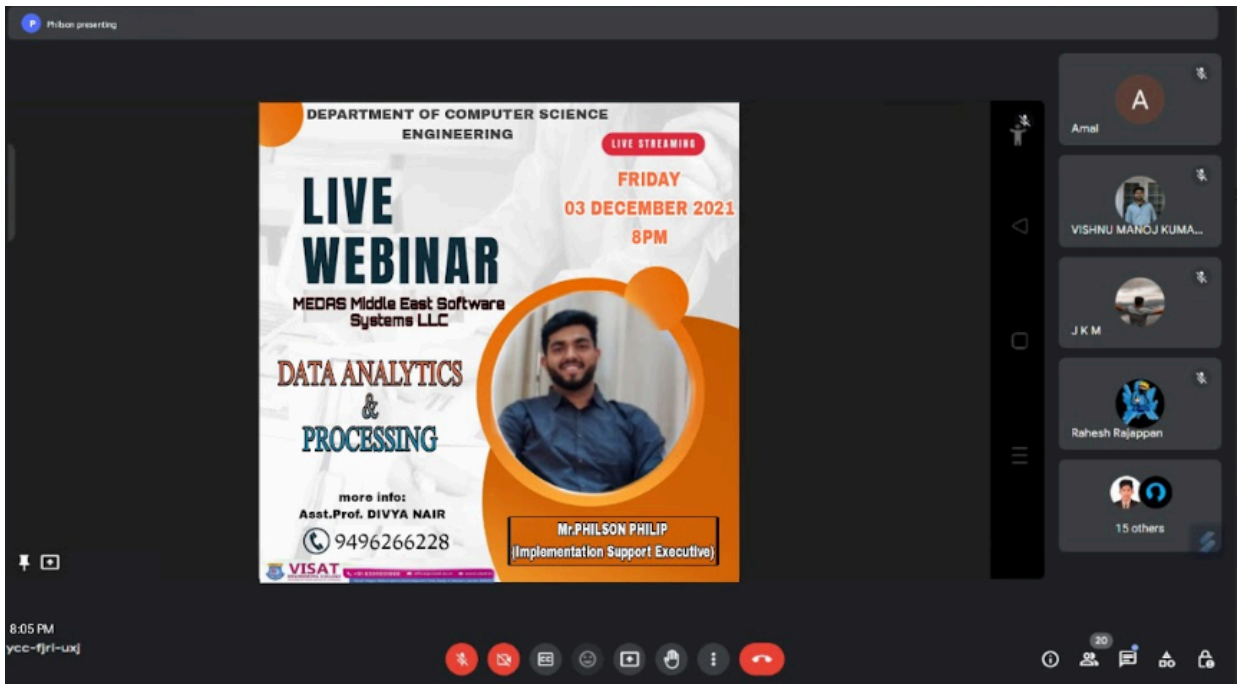 P Philson presenting
DEPARTMENT OF COMPUTER SCIENCE
ENGINEERING
LIVE STREAMING
FRIDAY
03 DECEMBER 2021
8PM
LIVE
WEBINAR
MEDAS Middle East Software
Systems LLC
DATA ANALYTICS
&
PROCESSING
more info:
Asst.Prof. DIVYA NAIR
9496266228
Mr.PHILSON PHILIP
(Implementation Support Executive)
VISAT
A
Amal
VISHNU MANOJ KUMA...
J K M
Rahesh Rajappan
15 others
8:05 PM
ycc-fjri-uxj
20